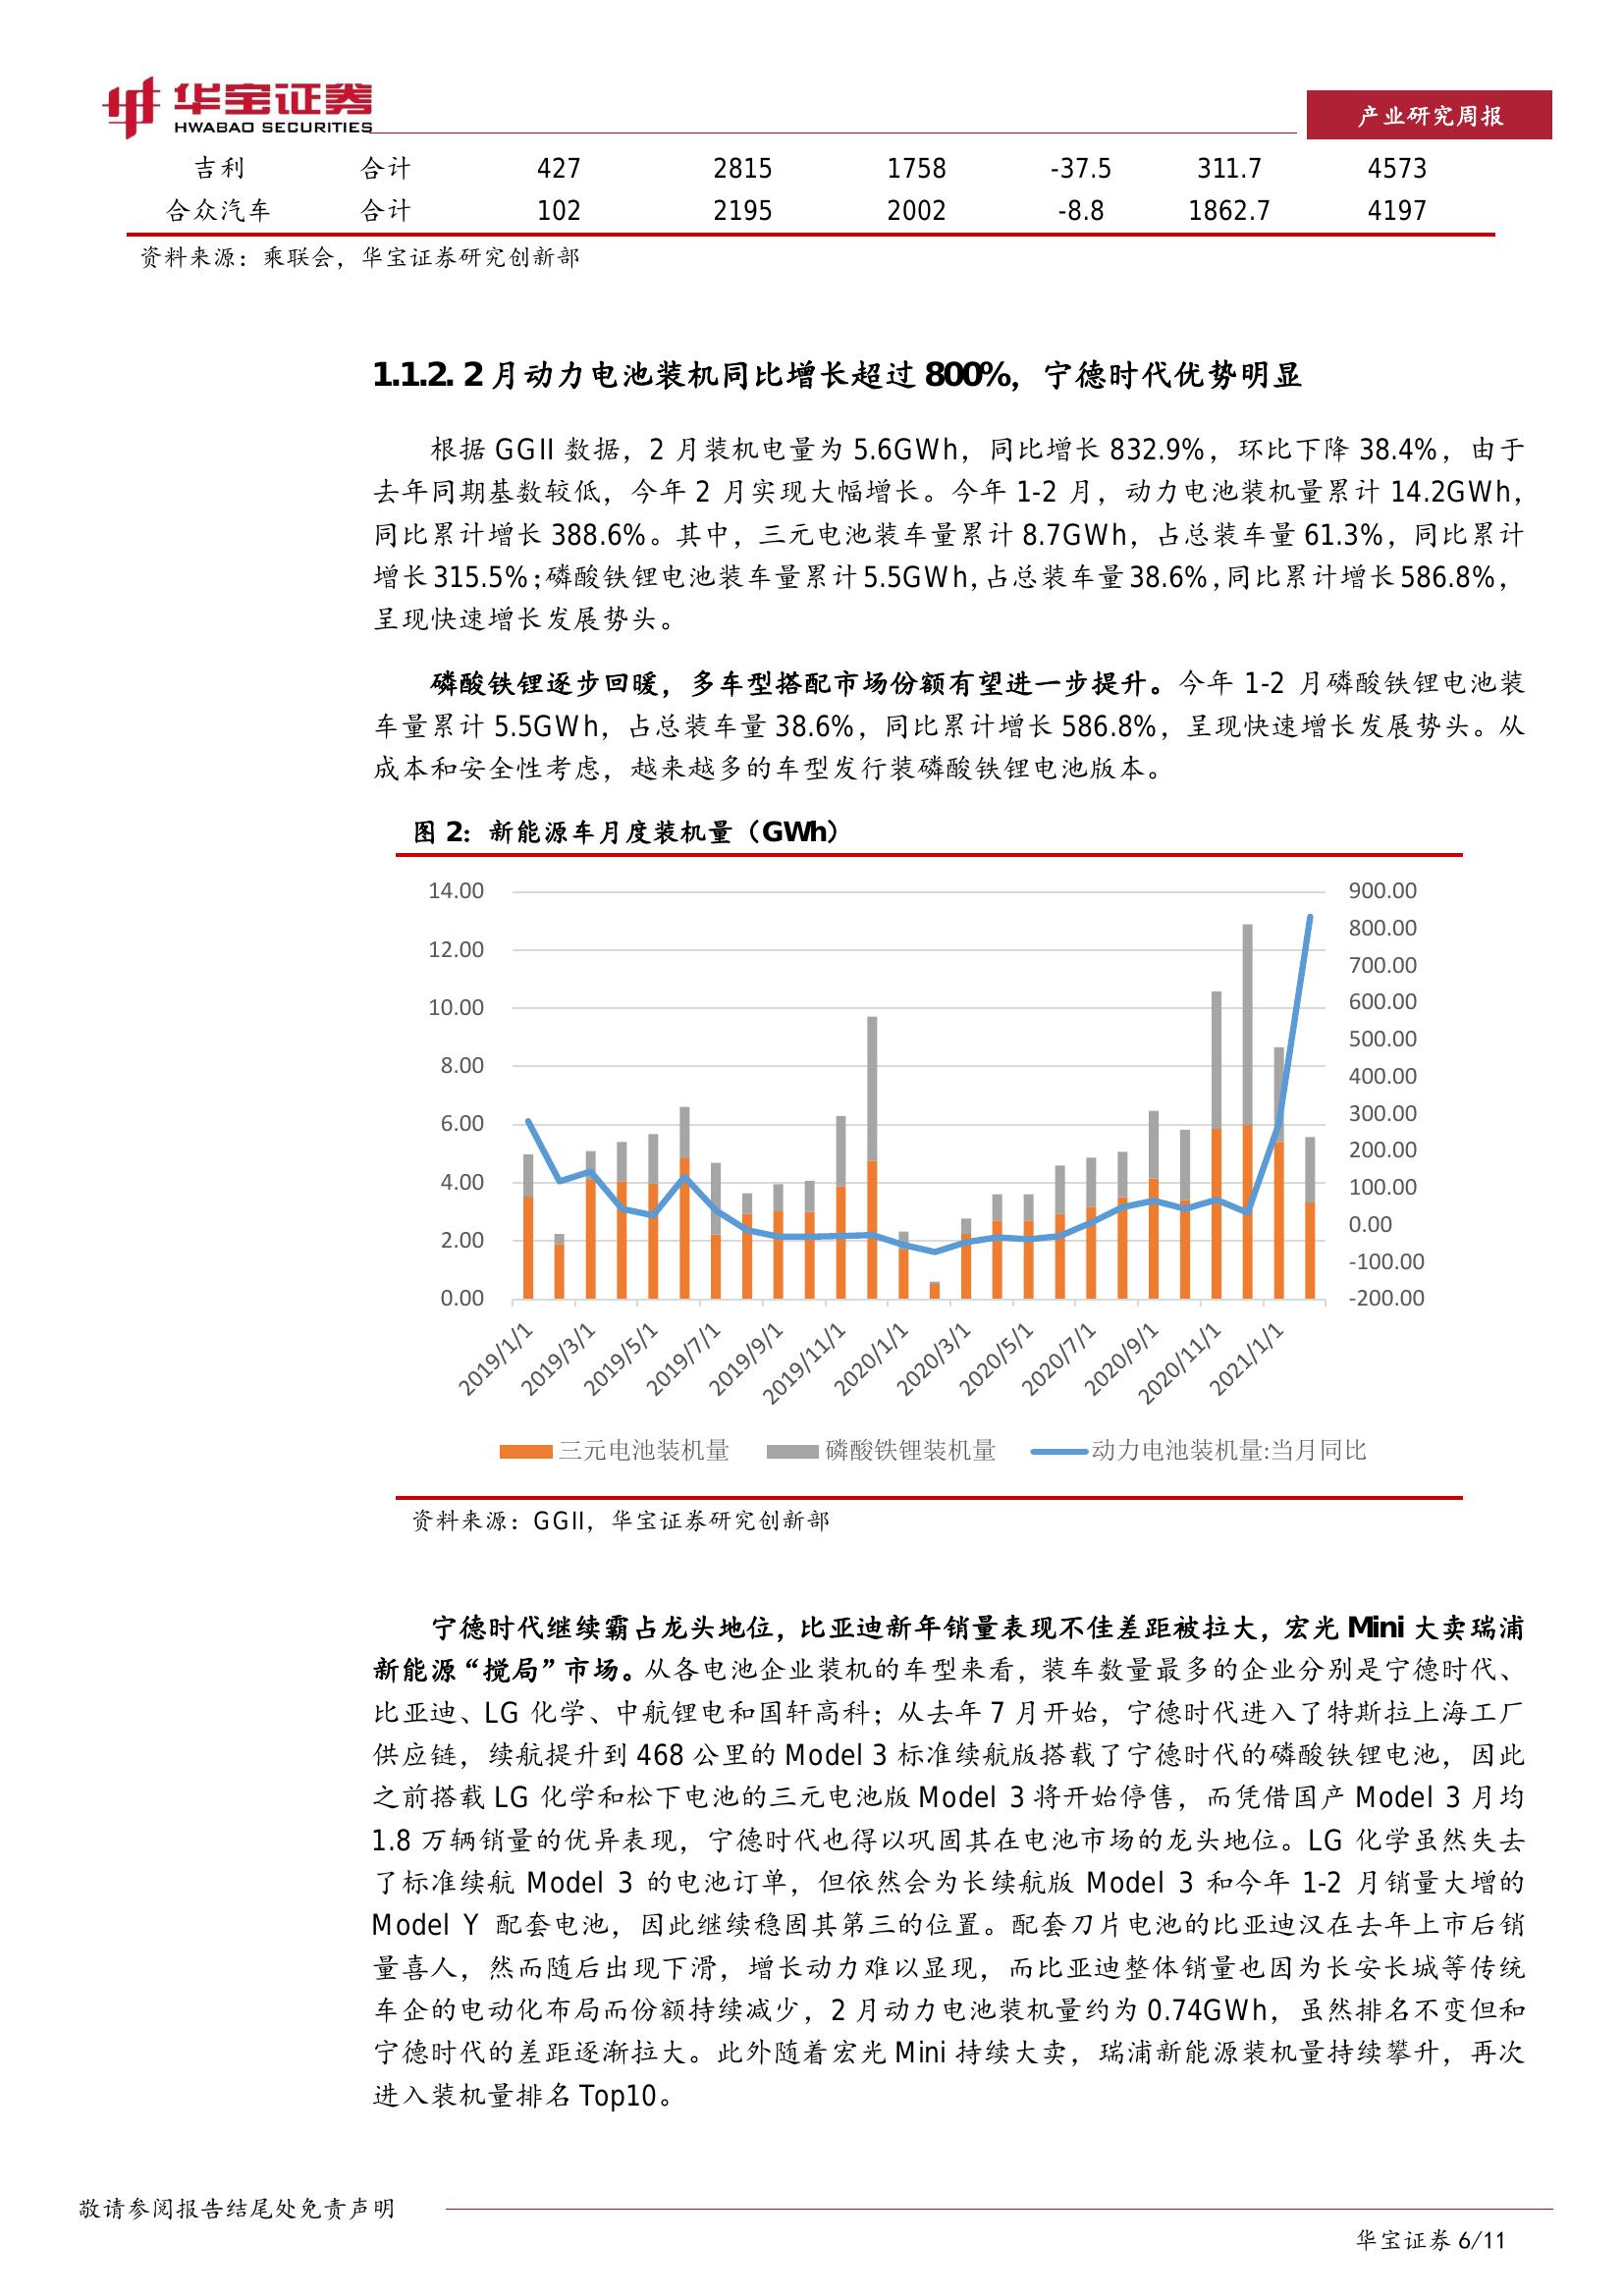 华宝证券
HWABAO SECURITIES
产业研究周报
吉利 合计 427 2815 1758 -37.5 311.7 4573
合众汽车 合计 102 2195 2002 -8.8 1862.7 4197
资料来源：乘联会，华宝证券研究创新部
1.1.2. 2 月动力电池装机同比增长超过 800%，宁德时代优势明显
根据 GGII 数据，2 月装机电量为 5.6GWh，同比增长 832.9%，环比下降 38.4%，由于
去年同期基数较低，今年 2 月实现大幅增长。今年 1-2 月，动力电池装机量累计 14.2GWh，
同比累计增长 388.6%。其中，三元电池装车量累计 8.7GWh，占总装车量 61.3%，同比累计
增长 315.5%；磷酸铁锂电池装车量累计 5.5GWh，占总装车量 38.6%，同比累计增长 586.8%，
呈现快速增长发展势头。
磷酸铁锂逐步回暖，多车型搭配市场份额有望进一步提升。今年 1-2 月磷酸铁锂电池装
车量累计 5.5GWh，占总装车量 38.6%，同比累计增长 586.8%，呈现快速增长发展势头。从
成本和安全性考虑，越来越多的车型发行装磷酸铁锂电池版本。
图 2：新能源车月度装机量（GWh）
14.00
12.00
10.00
8.00
6.00
4.00
2.00
0.00
900.00
800.00
700.00
600.00
500.00
400.00
300.00
200.00
100.00
0.00
-100.00
-200.00
2019/1/1
2019/3/1
2019/5/1
2019/7/1
2019/9/1
2019/11/1
2020/1/1
2020/3/1
2020/5/1
2020/7/1
2020/9/1
2020/11/1
2021/1/1
三元电池装机量 磷酸铁锂装机量 动力电池装机量:当月同比
资料来源：GGII，华宝证券研究创新部
宁德时代继续霸占龙头地位，比亚迪新年销量表现不佳差距被拉大，宏光 Mini 大卖瑞浦
新能源“搅局”市场。从各电池企业装机的车型来看，装车数量最多的企业分别是宁德时代、
比亚迪、LG 化学、中航锂电和国轩高科；从去年 7 月开始，宁德时代进入了特斯拉上海工厂
供应链，续航提升到 468 公里的 Model 3 标准续航版搭载了宁德时代的磷酸铁锂电池，因此
之前搭载 LG 化学和松下电池的三元电池版 Model 3 将开始停售，而凭借国产 Model 3 月均
1.8 万辆销量的优异表现，宁德时代也得以巩固其在电池市场的龙头地位。LG 化学虽然失去
了标准续航 Model 3 的电池订单，但依然会为长续航版 Model 3 和今年 1-2 月销量大增的
Model Y 配套电池，因此继续稳固其第三的位置。配套刀片电池的比亚迪汉在去年上市后销
量喜人，然而随后出现下滑，增长动力难以显现，而比亚迪整体销量也因为长安长城等传统
车企的电动化布局而份额持续减少，2 月动力电池装机量约为 0.74GWh，虽然排名不变但和
宁德时代的差距逐渐拉大。此外随着宏光 Mini 持续大卖，瑞浦新能源装机量持续攀升，再次
进入装机量排名 Top10。
敬请参阅报告结尾处免责声明
华宝证券 6/11